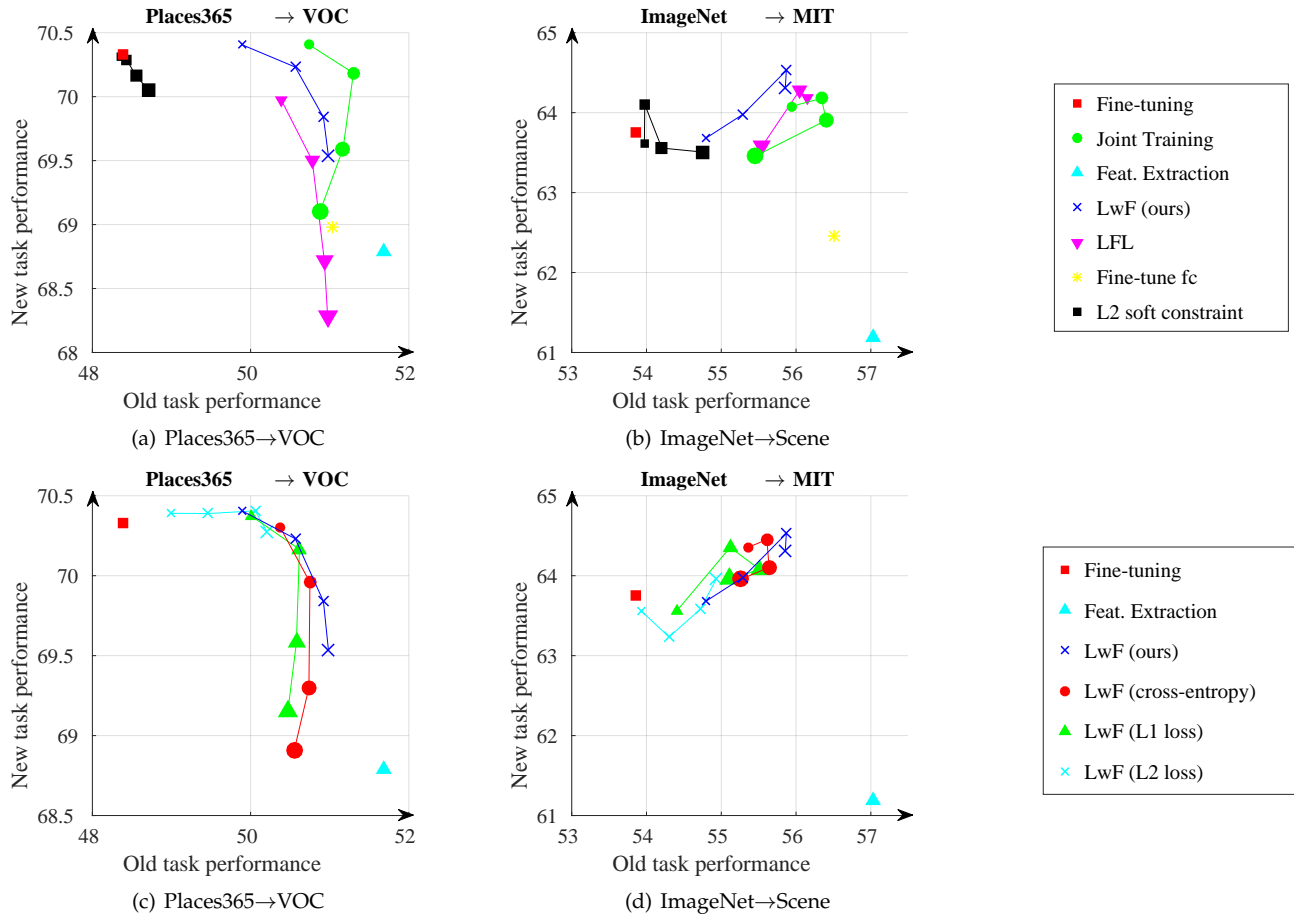 Places365 → VOC
70.5
70
69.5
69
68.5
68
48
50
52
New task performance
Old task performance
(a) Places365→VOC
ImageNet → MIT
65
64
63
62
61
53
54
55
56
57
New task performance
Old task performance
(b) ImageNet→Scene
Fine-tuning
Joint Training
Feat. Extraction
LwF (ours)
LFL
Fine-tune fc
L2 soft constraint
Places365 → VOC
70.5
70
69.5
69
68.5
48
50
52
New task performance
Old task performance
(c) Places365→VOC
ImageNet → MIT
65
64
63
62
61
53
54
55
56
57
New task performance
Old task performance
(d) ImageNet→Scene
Fine-tuning
Feat. Extraction
LwF (ours)
LwF (cross-entropy)
LwF (L1 loss)
LwF (L2 loss)